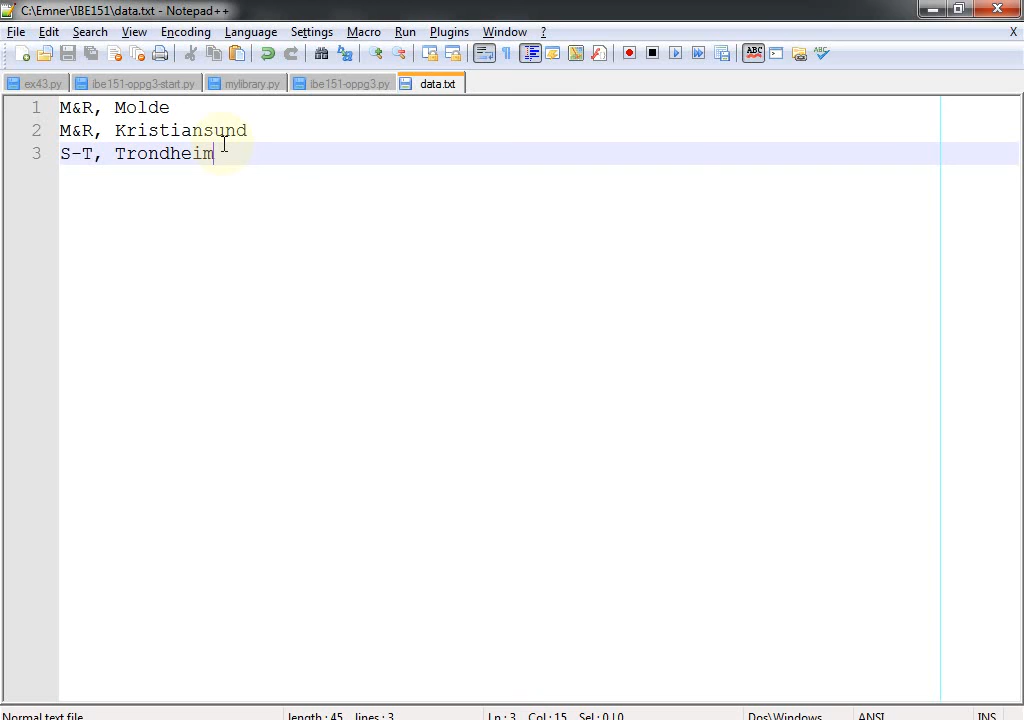 C:\Emner\IBE151\data.txt - Notepad++
File Edit Search View Encoding Language Settings Macro Run Plugins Window ? X
ex43.py ibe151-oppg3-start.py mylibrary.py ibe151-oppg3.py data.txt
1 M&R, Molde
2 M&R, Kristiansund
3 S-T, Trondheim
Normal text file length : 45 lines : 3 Ln : 3 Col : 15 Sel : 0 | 0 Dos\Windows ANSI INS